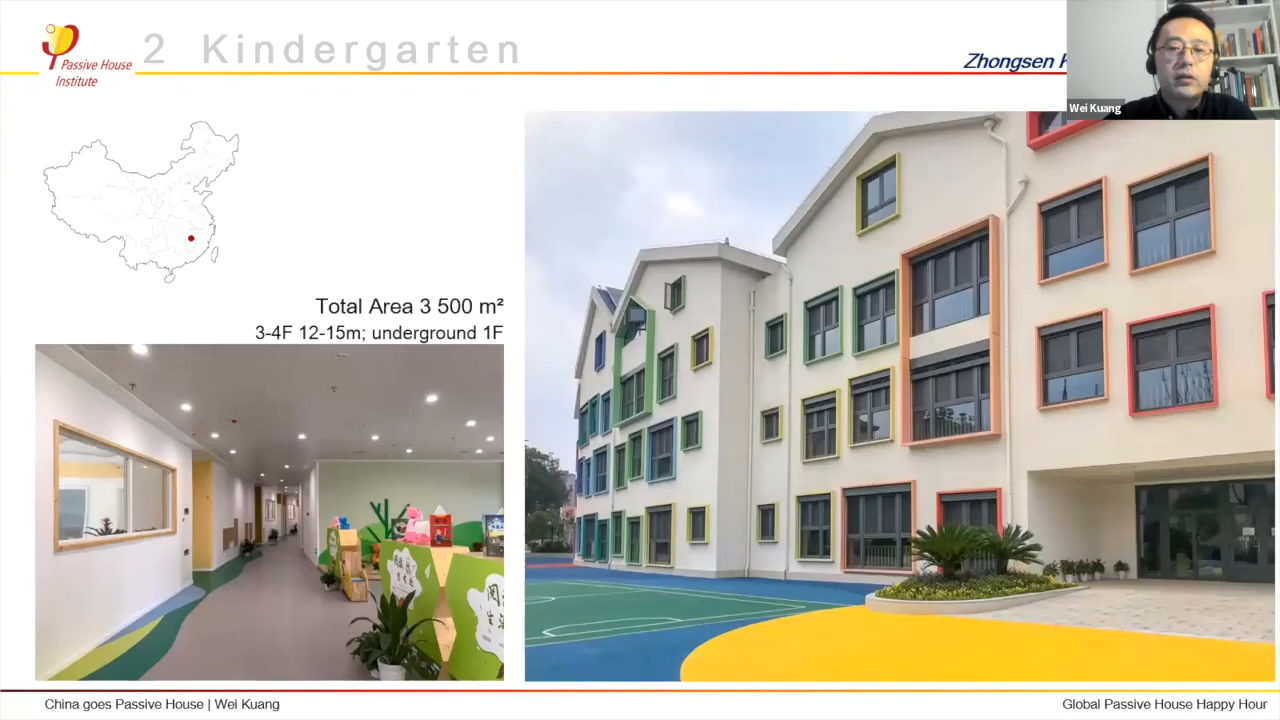 Passive House
Institute
2 Kindergarten
Zhongsen
Wei Kuang
Total Area 3 500 m²
3-4F 12-15m; underground 1F
China goes Passive House | Wei Kuang
Global Passive House Happy Hour